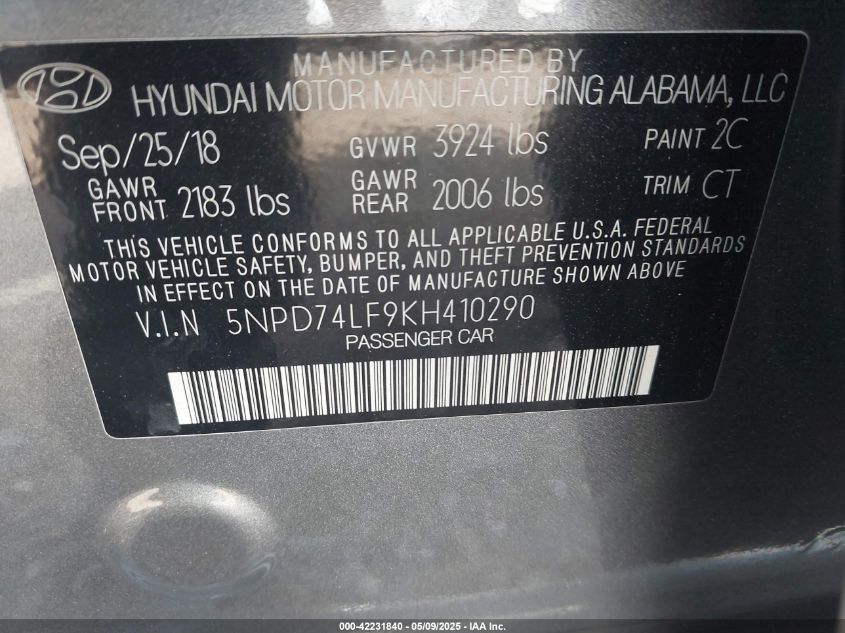 MANUFACTURED BY
HYUNDAI MOTOR MANUFACTURING ALABAMA, LLC
Sep/25/18 GVWR 3924 lbs PAINT 2C
GAWR FRONT 2183 lbs GAWR REAR 2006 lbs TRIM CT
THIS VEHICLE CONFORMS TO ALL APPLICABLE U.S.A. FEDERAL
MOTOR VEHICLE SAFETY, BUMPER, AND THEFT PREVENTION STANDARDS
IN EFFECT ON THE DATE OF MANUFACTURE SHOWN ABOVE
V.I.N 5NPD74LF9KH410290
PASSENGER CAR
000-42231840 - 05/09/2025 - IAA Inc.